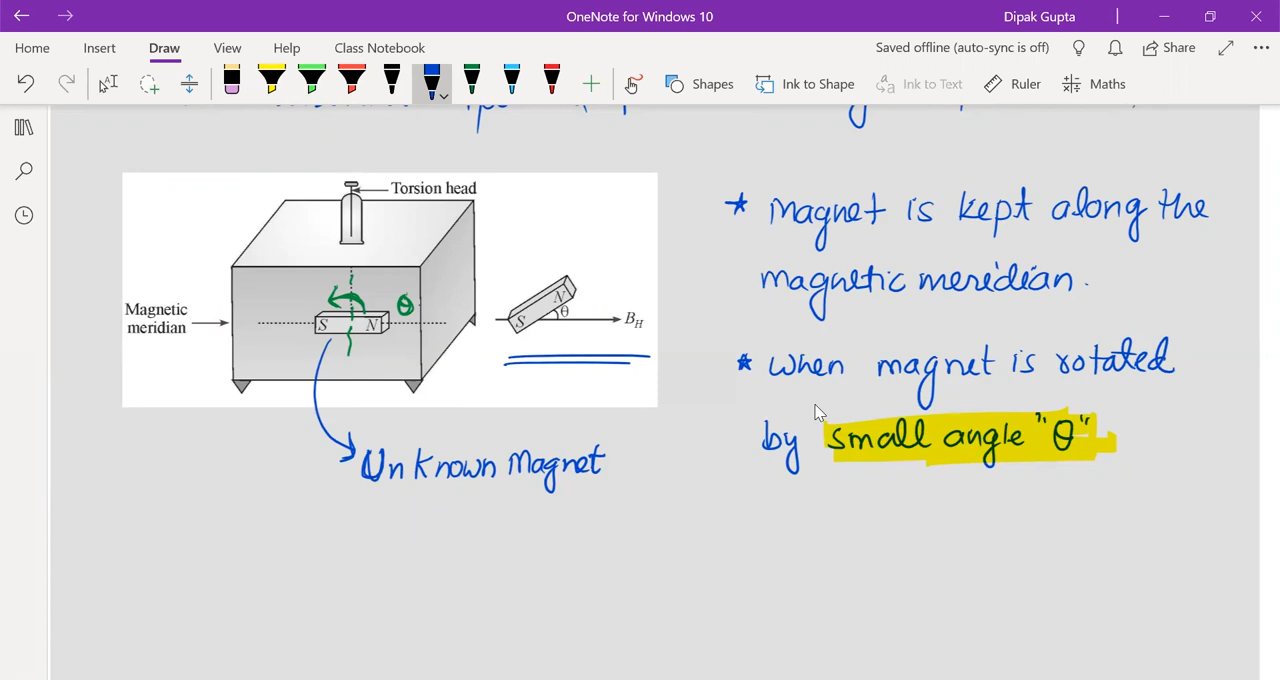 OneNote for Windows 10
Dipak Gupta
Home Insert Draw View Help Class Notebook
Saved offline (auto-sync is off) Share
Shapes Ink to Shape Ink to Text Ruler Maths
Torsion head
Magnetic
meridian
S N θ
S N θ
B_H
Unknown Magnet
* Magnet is kept along the
magnetic meridian.
* when magnet is rotated
by small angle "θ"